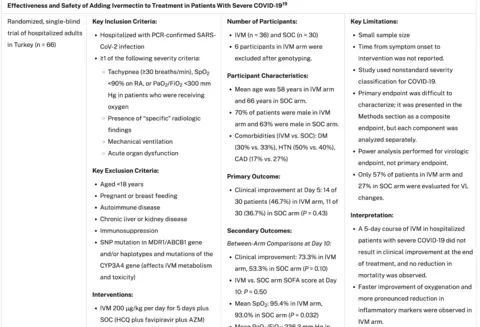 Effectiveness and Safety of Adding Ivermectin to Treatment in Patients With Severe COVID-19¹⁹
Randomized, single-blind
trial of hospitalized adults
in Turkey (n = 66)
Key Inclusion Criteria:
• Hospitalized with PCR-confirmed SARS-
CoV-2 infection
• ≥1 of the following severity criteria:
○ Tachypnea (≥30 breaths/min), SpO2
<90% on RA, or PaO2/FiO2 <300 mm
Hg in patients who were receiving
oxygen
○ Presence of “specific” radiologic
findings
○ Mechanical ventilation
○ Acute organ dysfunction
Key Exclusion Criteria:
• Aged <18 years
• Pregnant or breast feeding
• Autoimmune disease
• Chronic liver or kidney disease
• Immunosuppression
• SNP mutation in MDR1/ABCB1 gene
and/or haplotypes and mutations of the
CYP3A4 gene (affects IVM metabolism
and toxicity)
Interventions:
• IVM 200 μg/kg per day for 5 days plus
SOC (HCQ plus favipiravir plus AZM)
Number of Participants:
• IVM (n = 36) and SOC (n = 30)
• 6 participants in IVM arm were
excluded after genotyping.
Participant Characteristics:
• Mean age was 58 years in IVM arm
and 66 years in SOC arm.
• 70% of patients were male in IVM
arm and 63% were male in SOC arm.
• Comorbidities (IVM vs. SOC): DM
(30% vs. 33%), HTN (50% vs. 40%),
CAD (17% vs. 27%)
Primary Outcome:
• Clinical improvement at Day 5: 14 of
30 patients (46.7%) in IVM arm, 11 of
30 (36.7%) in SOC arm (P = 0.43)
Secondary Outcomes:
Between-Arm Comparisons at Day 10:
• Clinical improvement: 73.3% in IVM
arm, 53.3% in SOC arm (P = 0.10)
• IVM vs. SOC arm SOFA score at Day
10: P = 0.50
• Mean SpO2: 95.4% in IVM arm,
93.0% in SOC arm (P = 0.032)
• Mean PaO2/FiO2: 236.3 mm Hg in
Key Limitations:
• Small sample size
• Time from symptom onset to
intervention was not reported.
• Study used nonstandard severity
classification for COVID-19.
• Primary endpoint was difficult to
characterize; it was presented in the
Methods section as a composite
endpoint, but each component was
analyzed separately.
• Power analysis performed for virologic
endpoint, not primary endpoint.
• Only 57% of patients in IVM arm and
27% in SOC arm were evaluated for VL
changes.
Interpretation:
• A 5-day course of IVM in hospitalized
patients with severe COVID-19 did not
result in clinical improvement at the end
of treatment, and no reduction in
mortality was observed.
• Faster improvement of oxygenation and
more pronounced reduction in
inflammatory markers were observed in
IVM arm.